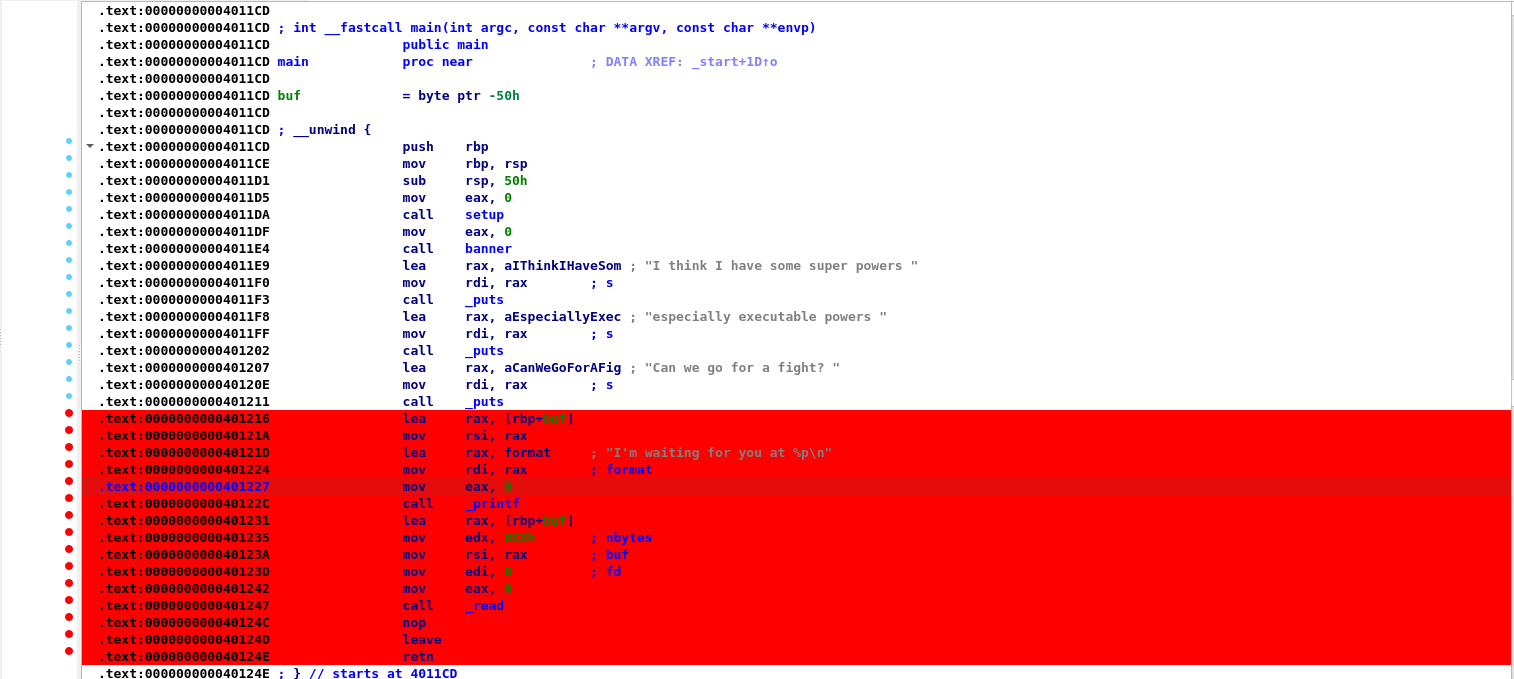 .text:00000000004011CD
.text:00000000004011CD ; int __fastcall main(int argc, const char **argv, const char **envp)
.text:00000000004011CD public main
.text:00000000004011CD main proc near ; DATA XREF: _start+1D↑o
.text:00000000004011CD
.text:00000000004011CD buf = byte ptr -50h
.text:00000000004011CD
.text:00000000004011CD ; __unwind {
.text:00000000004011CD push rbp
.text:00000000004011CE mov rbp, rsp
.text:00000000004011D1 sub rsp, 50h
.text:00000000004011D5 mov eax, 0
.text:00000000004011DA call setup
.text:00000000004011DF mov eax, 0
.text:00000000004011E4 call banner
.text:00000000004011E9 lea rax, aIThinkIHaveSom ; "I think I have some super powers "
.text:00000000004011F0 mov rdi, rax ; s
.text:00000000004011F3 call _puts
.text:00000000004011F8 lea rax, aEspeciallyExec ; "especially executable powers "
.text:00000000004011FF mov rdi, rax ; s
.text:0000000000401202 call _puts
.text:0000000000401207 lea rax, aCanWeGoForAFig ; "Can we go for a fight? "
.text:000000000040120E mov rdi, rax ; s
.text:0000000000401211 call _puts
.text:0000000000401216 lea rax, [rbp+buf]
.text:000000000040121A mov rsi, rax
.text:000000000040121D lea rax, format ; "I'm waiting for you at %p\n"
.text:0000000000401224 mov rdi, rax ; format
.text:0000000000401227 mov eax, 0
.text:000000000040122C call _printf
.text:0000000000401231 lea rax, [rbp+buf]
.text:0000000000401235 mov edx, 0C8h ; nbytes
.text:000000000040123A mov rsi, rax ; buf
.text:000000000040123D mov edi, 0 ; fd
.text:0000000000401242 mov eax, 0
.text:0000000000401247 call _read
.text:000000000040124C nop
.text:000000000040124D leave
.text:000000000040124E retn
.text:000000000040124E ; } // starts at 4011CD